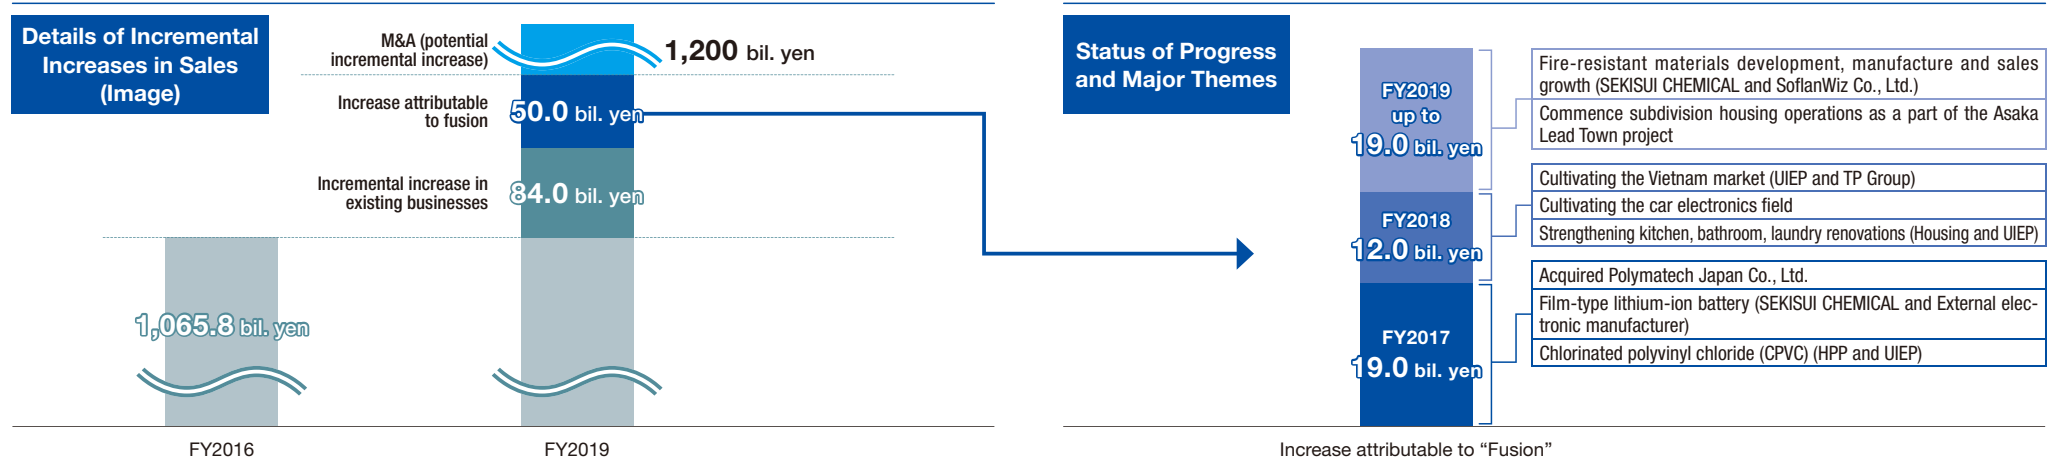 Details of Incremental
Increases in Sales
(Image)
M&A (potential
incremental increase)
1,200 bil. yen
Increase attributable
to fusion
50.0 bil. yen
Incremental increase in
existing businesses
84.0 bil. yen
1,065.8 bil. yen
FY2016
FY2019
Status of Progress
and Major Themes
FY2019
up to
19.0 bil. yen
Fire-resistant materials development, manufacture and sales
growth (SEKISUI CHEMICAL and SoflanWiz Co., Ltd.)
Commence subdivision housing operations as a part of the Asaka
Lead Town project
FY2018
12.0 bil. yen
Cultivating the Vietnam market (UIEP and TP Group)
Cultivating the car electronics field
Strengthening kitchen, bathroom, laundry renovations (Housing and UIEP)
FY2017
19.0 bil. yen
Acquired Polymatech Japan Co., Ltd.
Film-type lithium-ion battery (SEKISUI CHEMICAL and External elec-
tronic manufacturer)
Chlorinated polyvinyl chloride (CPVC) (HPP and UIEP)
Increase attributable to “Fusion”